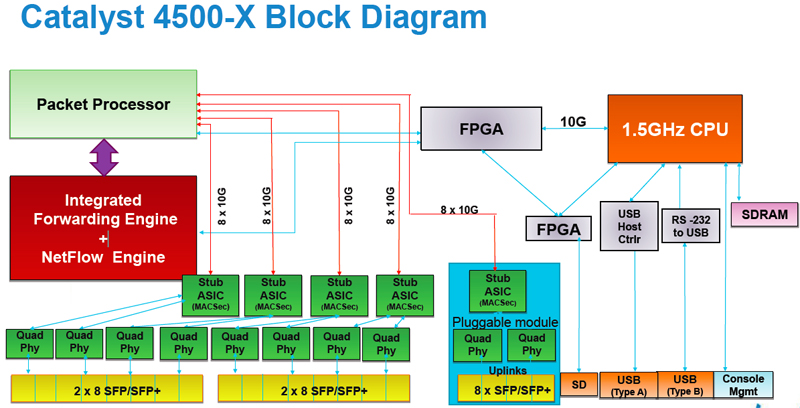 Catalyst 4500-X Block Diagram
Packet Processor
FPGA
10G
1.5GHz CPU
Integrated
Forwarding Engine
+
NetFlow Engine
8 x 10G
8 x 10G
8 x 10G
8 x 10G
8 x 10G
FPGA
USB
Host
Ctrlr
RS -232
to USB
SDRAM
Stub
ASIC
(MACSec)
Stub
ASIC
(MACSec)
Stub
ASIC
(MACSec)
Stub
ASIC
(MACSec)
Stub
ASIC
(MACSec)
Pluggable module
Quad
Phy
Quad
Phy
Quad
Phy
Quad
Phy
Quad
Phy
Quad
Phy
Quad
Phy
Quad
Phy
Quad
Phy
Quad
Phy
Uplinks
2 x 8 SFP/SFP+
2 x 8 SFP/SFP+
8 x SFP/SFP+
SD
USB
(Type A)
USB
(Type B)
Console
Mgmt